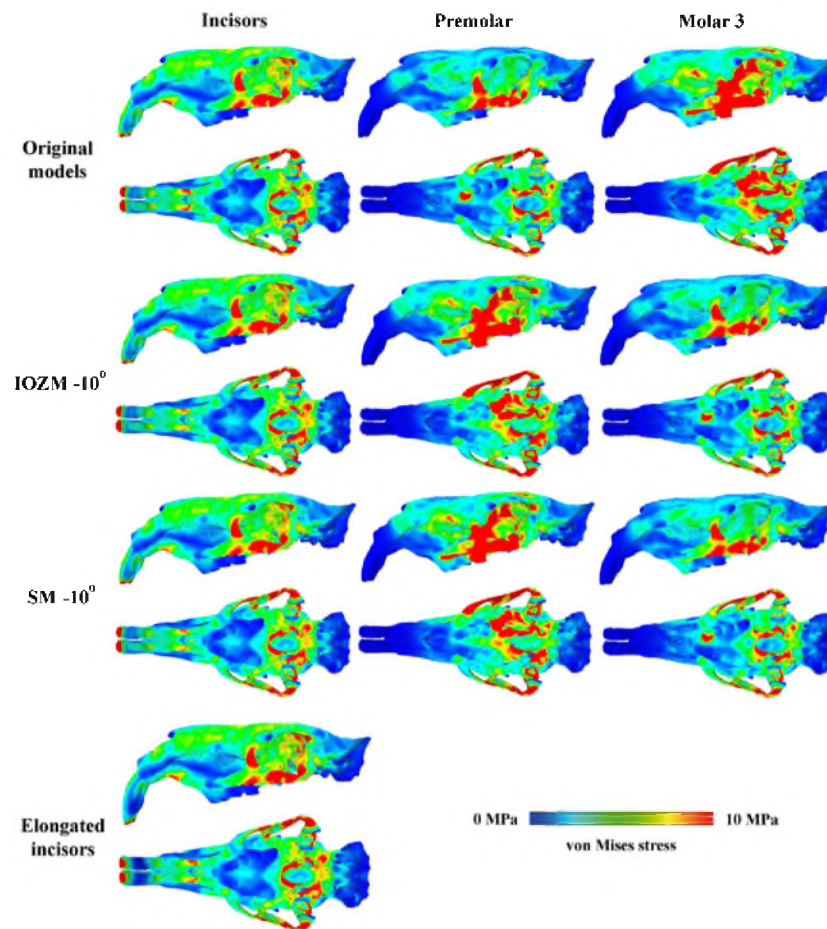 Incisors Premolar Molar 3
Original
models
IOZM -10°
SM -10°
Elongated
incisors
0 MPa 10 MPa
von Mises stress